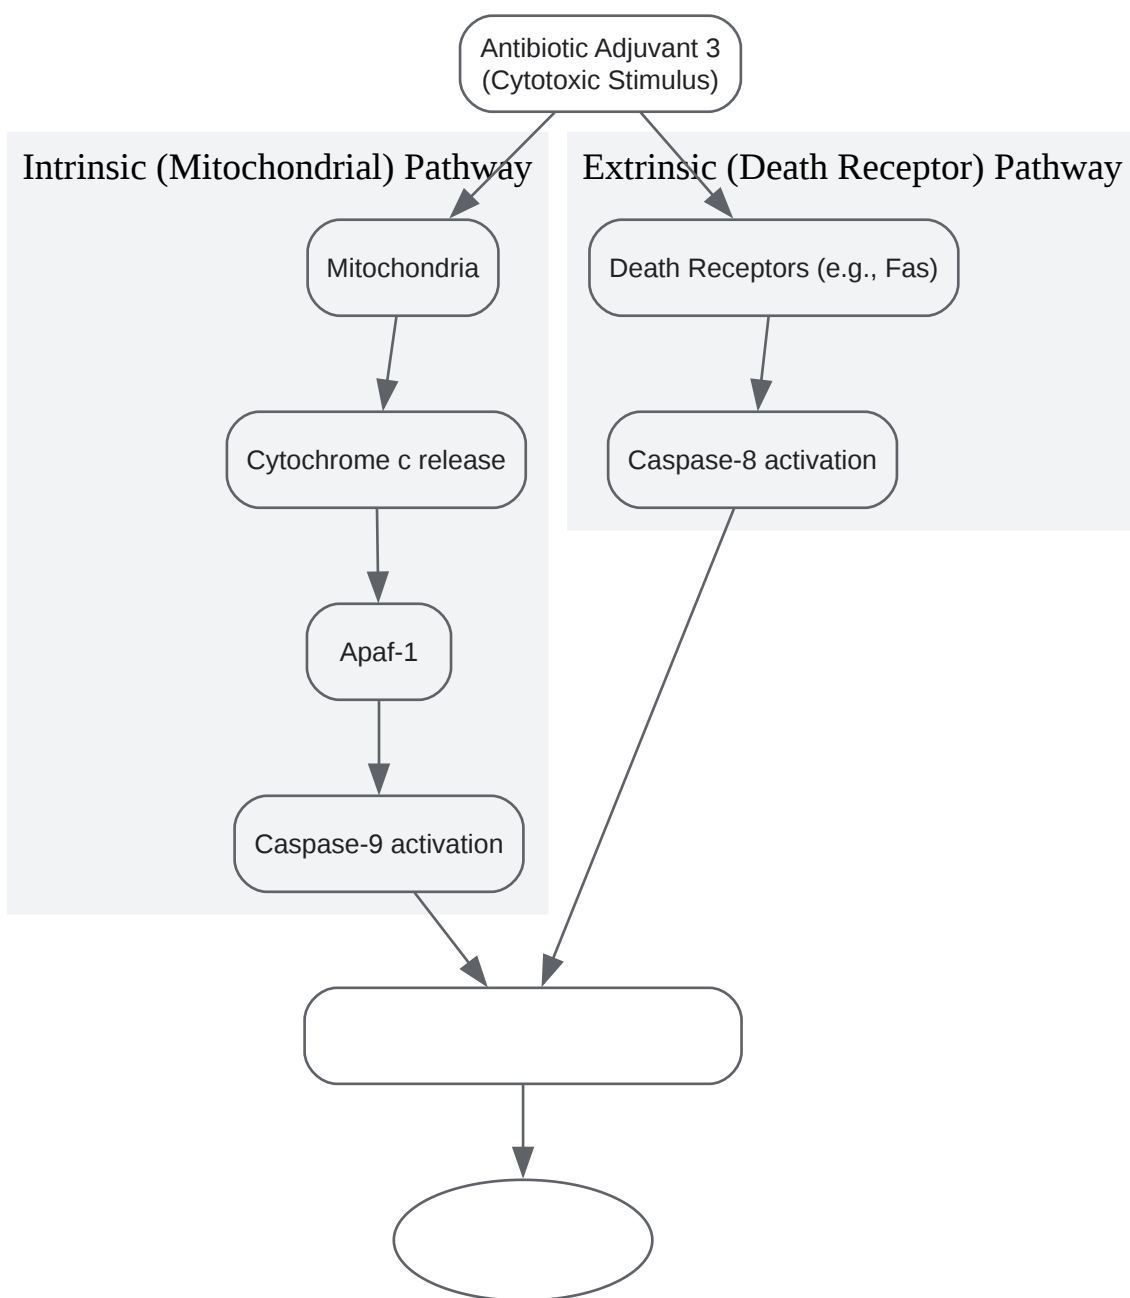 Antibiotic Adjuvant 3
(Cytotoxic Stimulus)
Intrinsic (Mitochondrial) Pathway
Extrinsic (Death Receptor) Pathway
Mitochondria
Death Receptors (e.g., Fas)
Cytochrome c release
Caspase-8 activation
Apaf-1
Caspase-9 activation